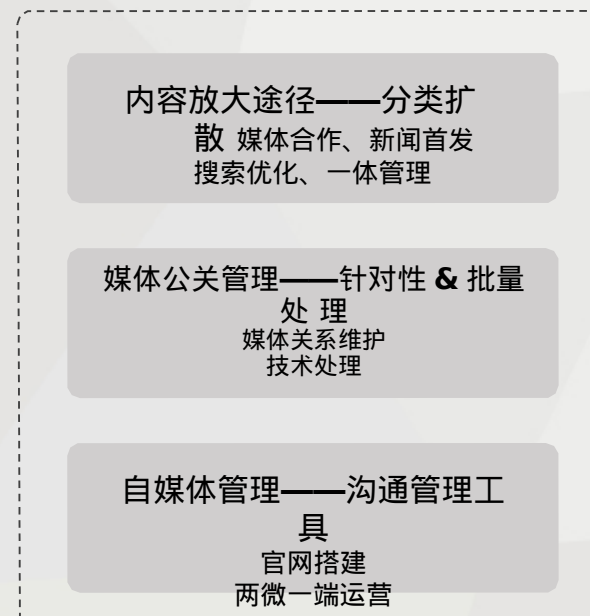 内容放大途径——分类扩
散 媒体合作、新闻首发
搜索优化、一体管理
媒体公关管理——针对性 & 批量
处 理
媒体关系维护
技术处理
自媒体管理——沟通管理工
具
官网搭建
两微一端运营